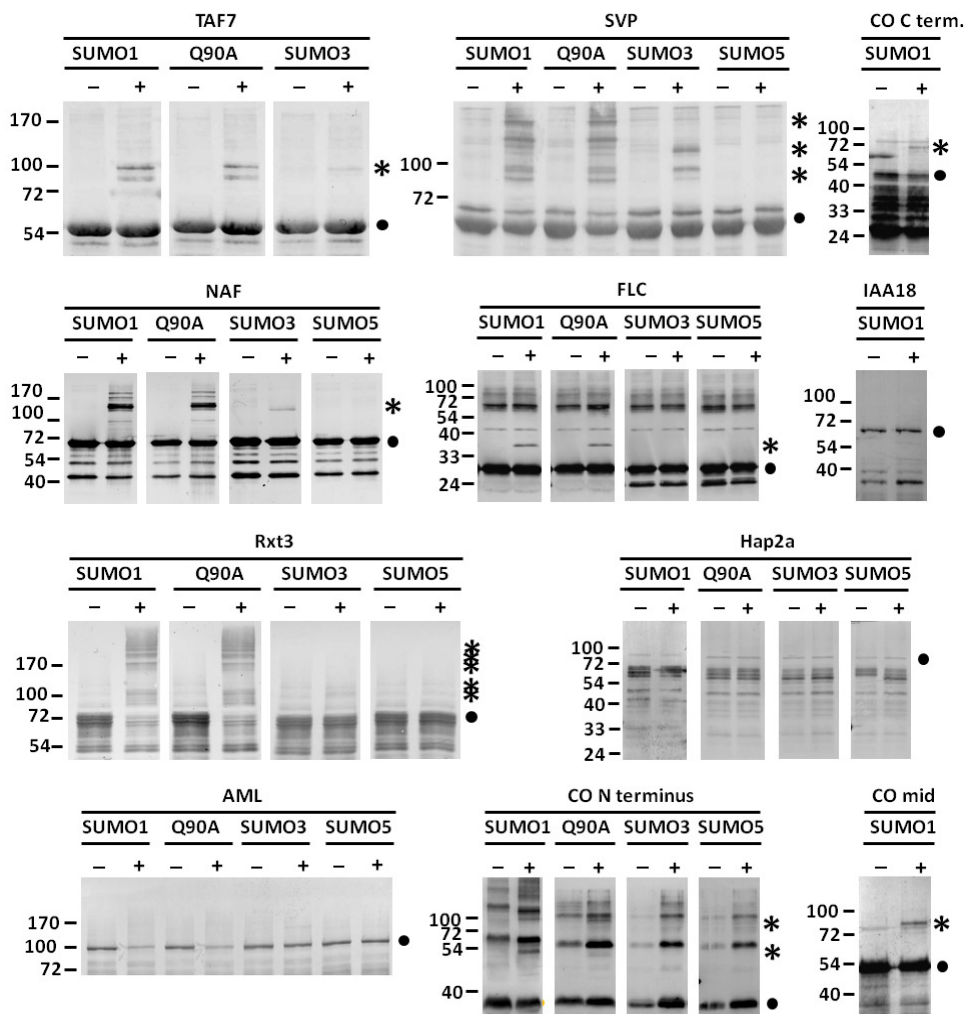 TAF7
SUMO1 Q90A SUMO3
– + – + – +
170
100
72
54
*
●
SVP
SUMO1 Q90A SUMO3 SUMO5
– + – + – + – +
100
72
*
*
*
●
CO C term.
SUMO1
– +
100
72
54
40
33
24
*
●
NAF
SUMO1 Q90A SUMO3 SUMO5
– + – + – + – +
170
100
72
54
40
*
●
FLC
SUMO1 Q90A SUMO3 SUMO5
– + – + – + – +
100
72
54
40
33
24
*
●
IAA18
SUMO1
– +
100
72
54
40
●
Rxt3
SUMO1 Q90A SUMO3 SUMO5
– + – + – + – +
170
100
72
54
*
*
*
*
*
●
Hap2a
SUMO1 Q90A SUMO3 SUMO5
– + – + – + – +
100
72
54
40
33
24
●
AML
SUMO1 Q90A SUMO3 SUMO5
– + – + – + – +
170
100
72
●
CO N terminus
SUMO1 Q90A SUMO3 SUMO5
– + – + – + – +
100
72
54
40
*
*
●
CO mid
SUMO1
– +
100
72
54
40
*
●